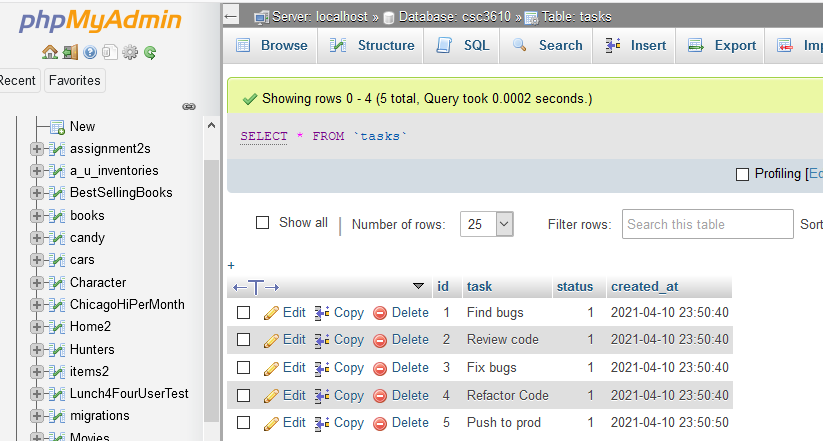 phpMyAdmin
Recent Favorites
New
assignment2s
a_u_inventories
BestSellingBooks
books
candy
cars
Character
ChicagoHiPerMonth
Home2
Hunters
items2
Lunch4FourUserTest
migrations
Movies
Server: localhost » Database: csc3610 » Table: tasks
Browse Structure SQL Search Insert Export Imp
Showing rows 0 - 4 (5 total, Query took 0.0002 seconds.)
SELECT * FROM `tasks`
Profiling [Ed
Show all Number of rows: 25 Filter rows: Search this table Sort
+
←T→ id task status created_at
Edit Copy Delete 1 Find bugs 1 2021-04-10 23:50:40
Edit Copy Delete 2 Review code 1 2021-04-10 23:50:40
Edit Copy Delete 3 Fix bugs 1 2021-04-10 23:50:40
Edit Copy Delete 4 Refactor Code 1 2021-04-10 23:50:40
Edit Copy Delete 5 Push to prod 1 2021-04-10 23:50:50